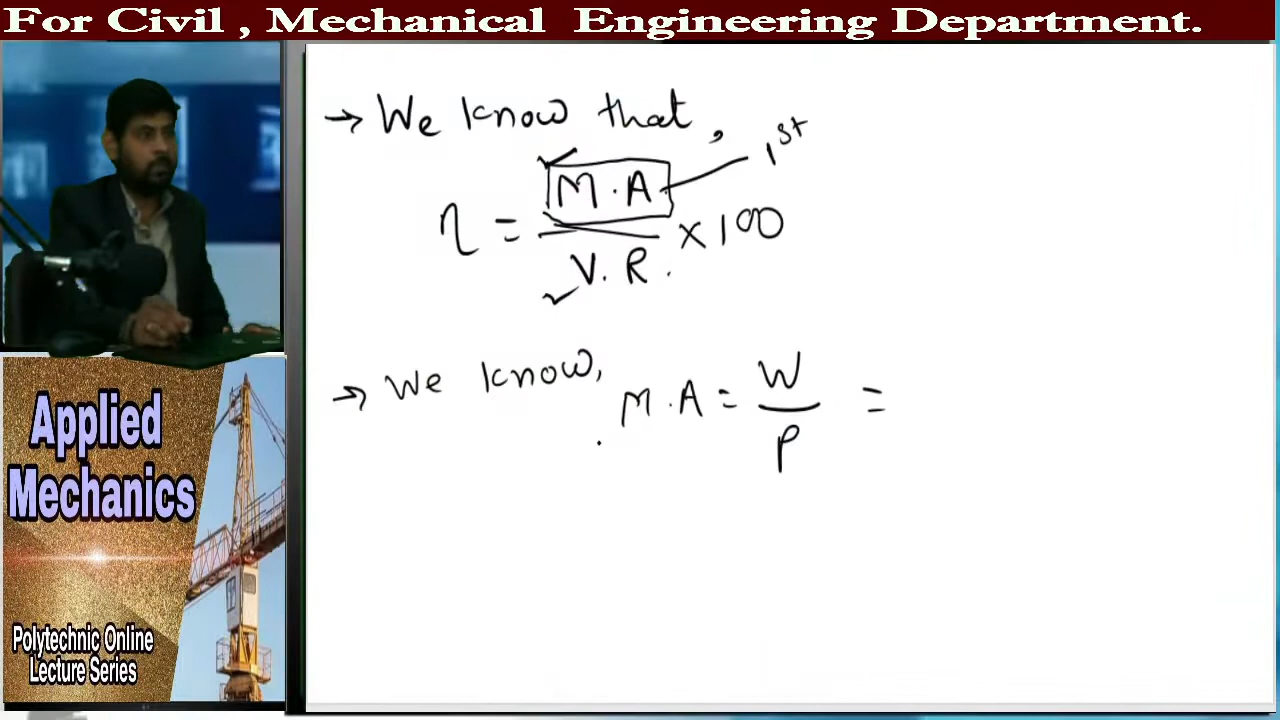 For Civil , Mechanical Engineering Department.
→ We know that,
η = M.A / V.R. × 100
1st
→ We know,
M.A = W / P =
Applied
Mechanics
Polytechnic Online
Lecture Series